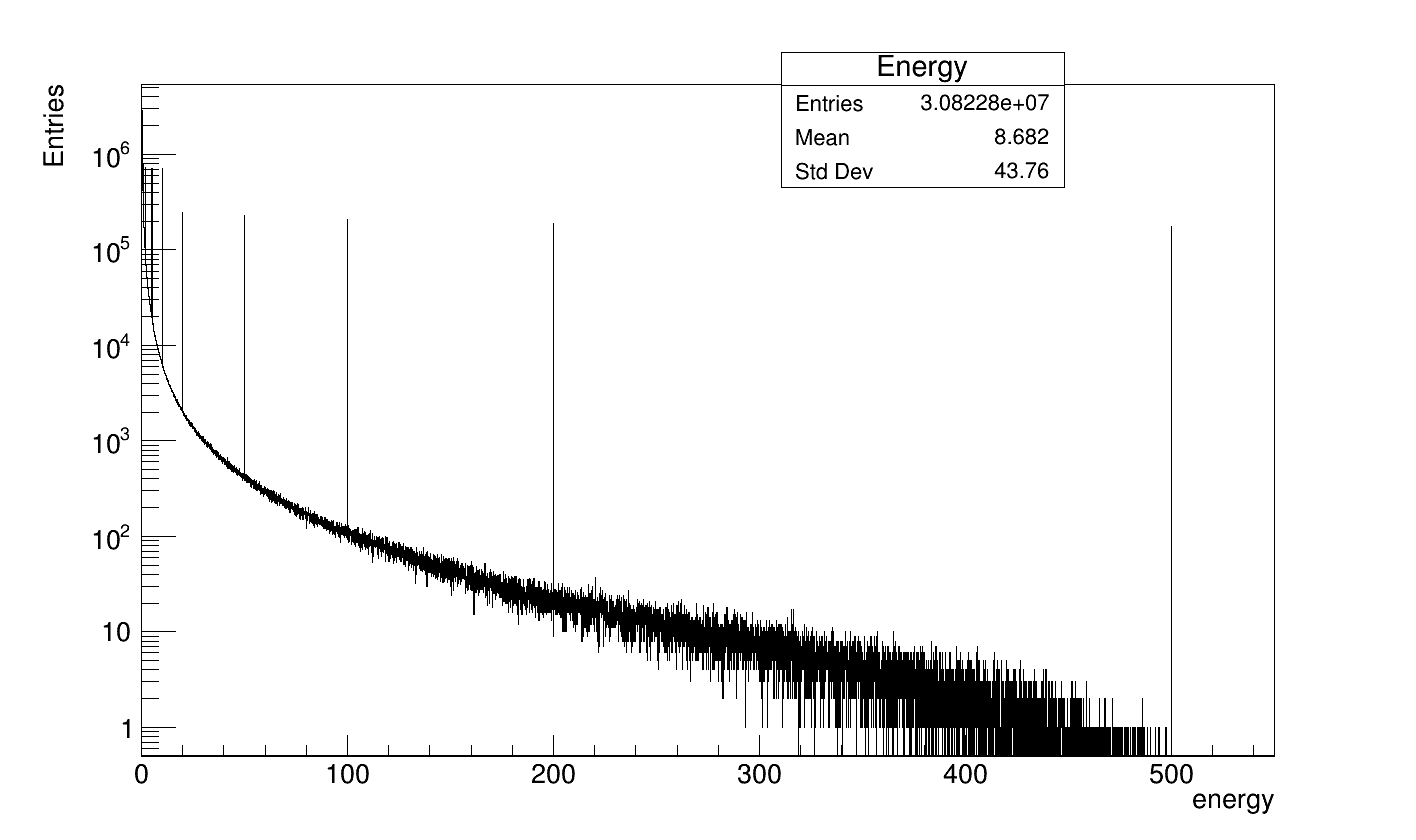 Energy
Entries 3.08228e+07
Mean 8.682
Std Dev 43.76
Entries
10^6
10^5
10^4
10^3
10^2
10
1
0 100 200 300 400 500
energy